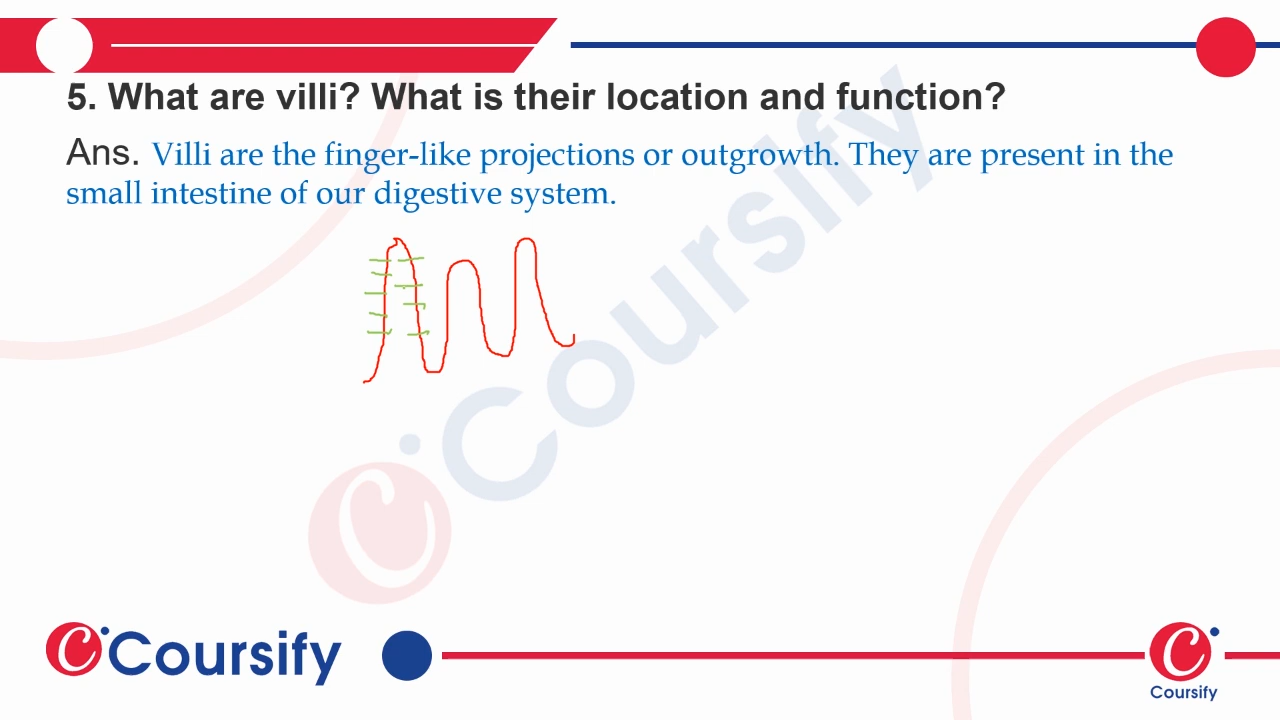 5. What are villi? What is their location and function?
Ans. Villi are the finger-like projections or outgrowth. They are present in the
small intestine of our digestive system.
Coursify
Coursify
Coursify